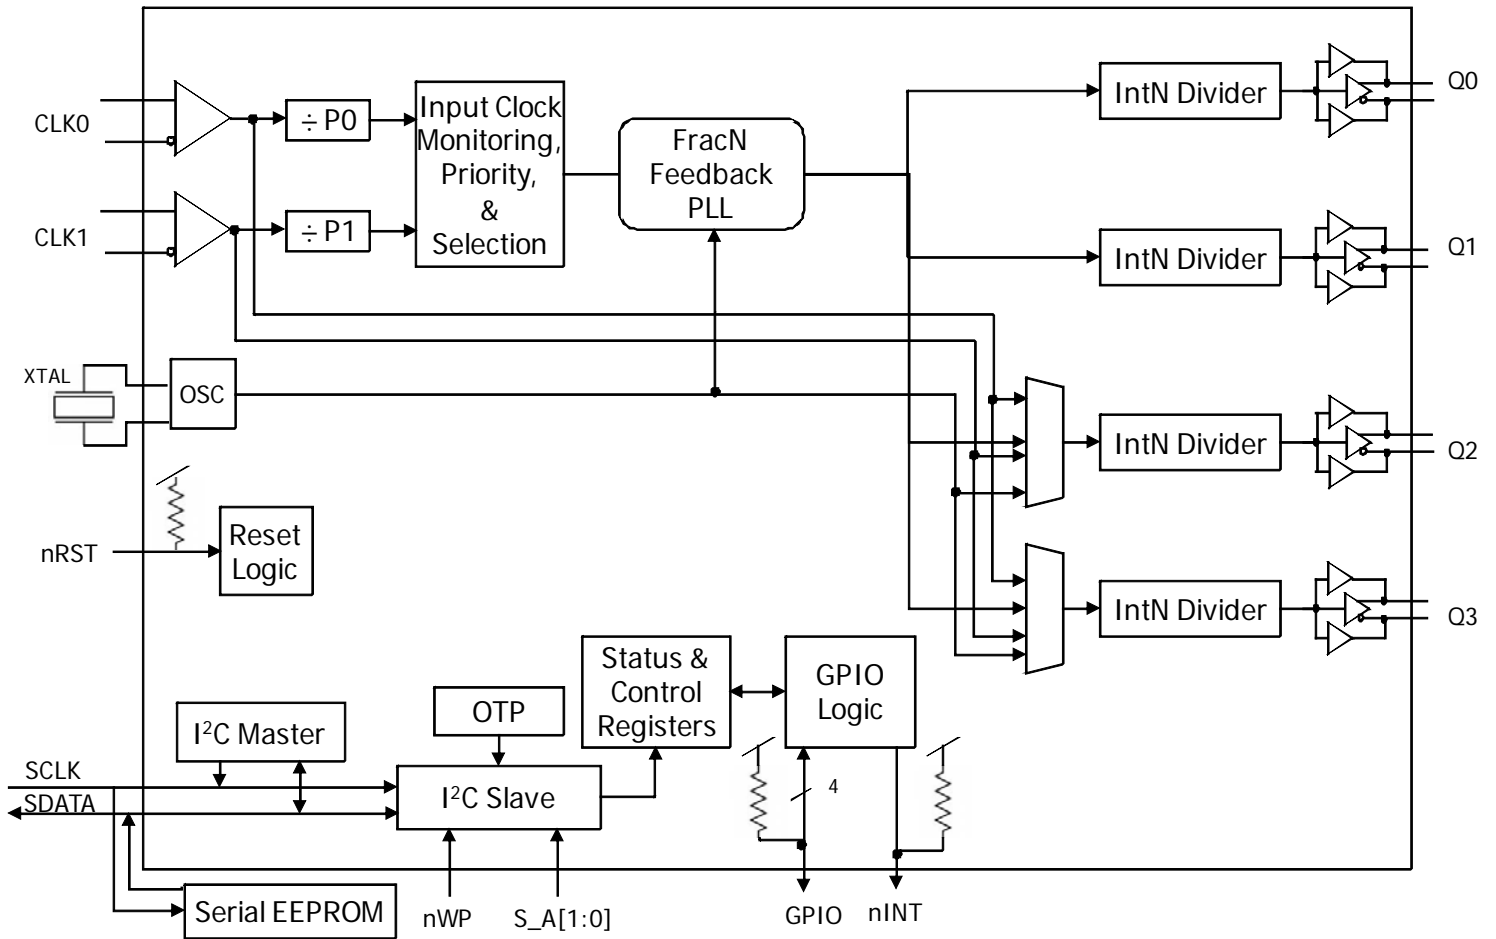 CLK0
÷ P0
Input Clock
Monitoring,
Priority,
&
Selection
FracN
Feedback
PLL
IntN Divider
Q0
CLK1
÷ P1
IntN Divider
Q1
XTAL
OSC
IntN Divider
Q2
nRST
Reset
Logic
IntN Divider
Q3
Status &
Control
Registers
GPIO
Logic
OTP
I²C Master
SCLK
SDATA
I²C Slave
4
Serial EEPROM
nWP
S_A[1:0]
GPIO
nINT